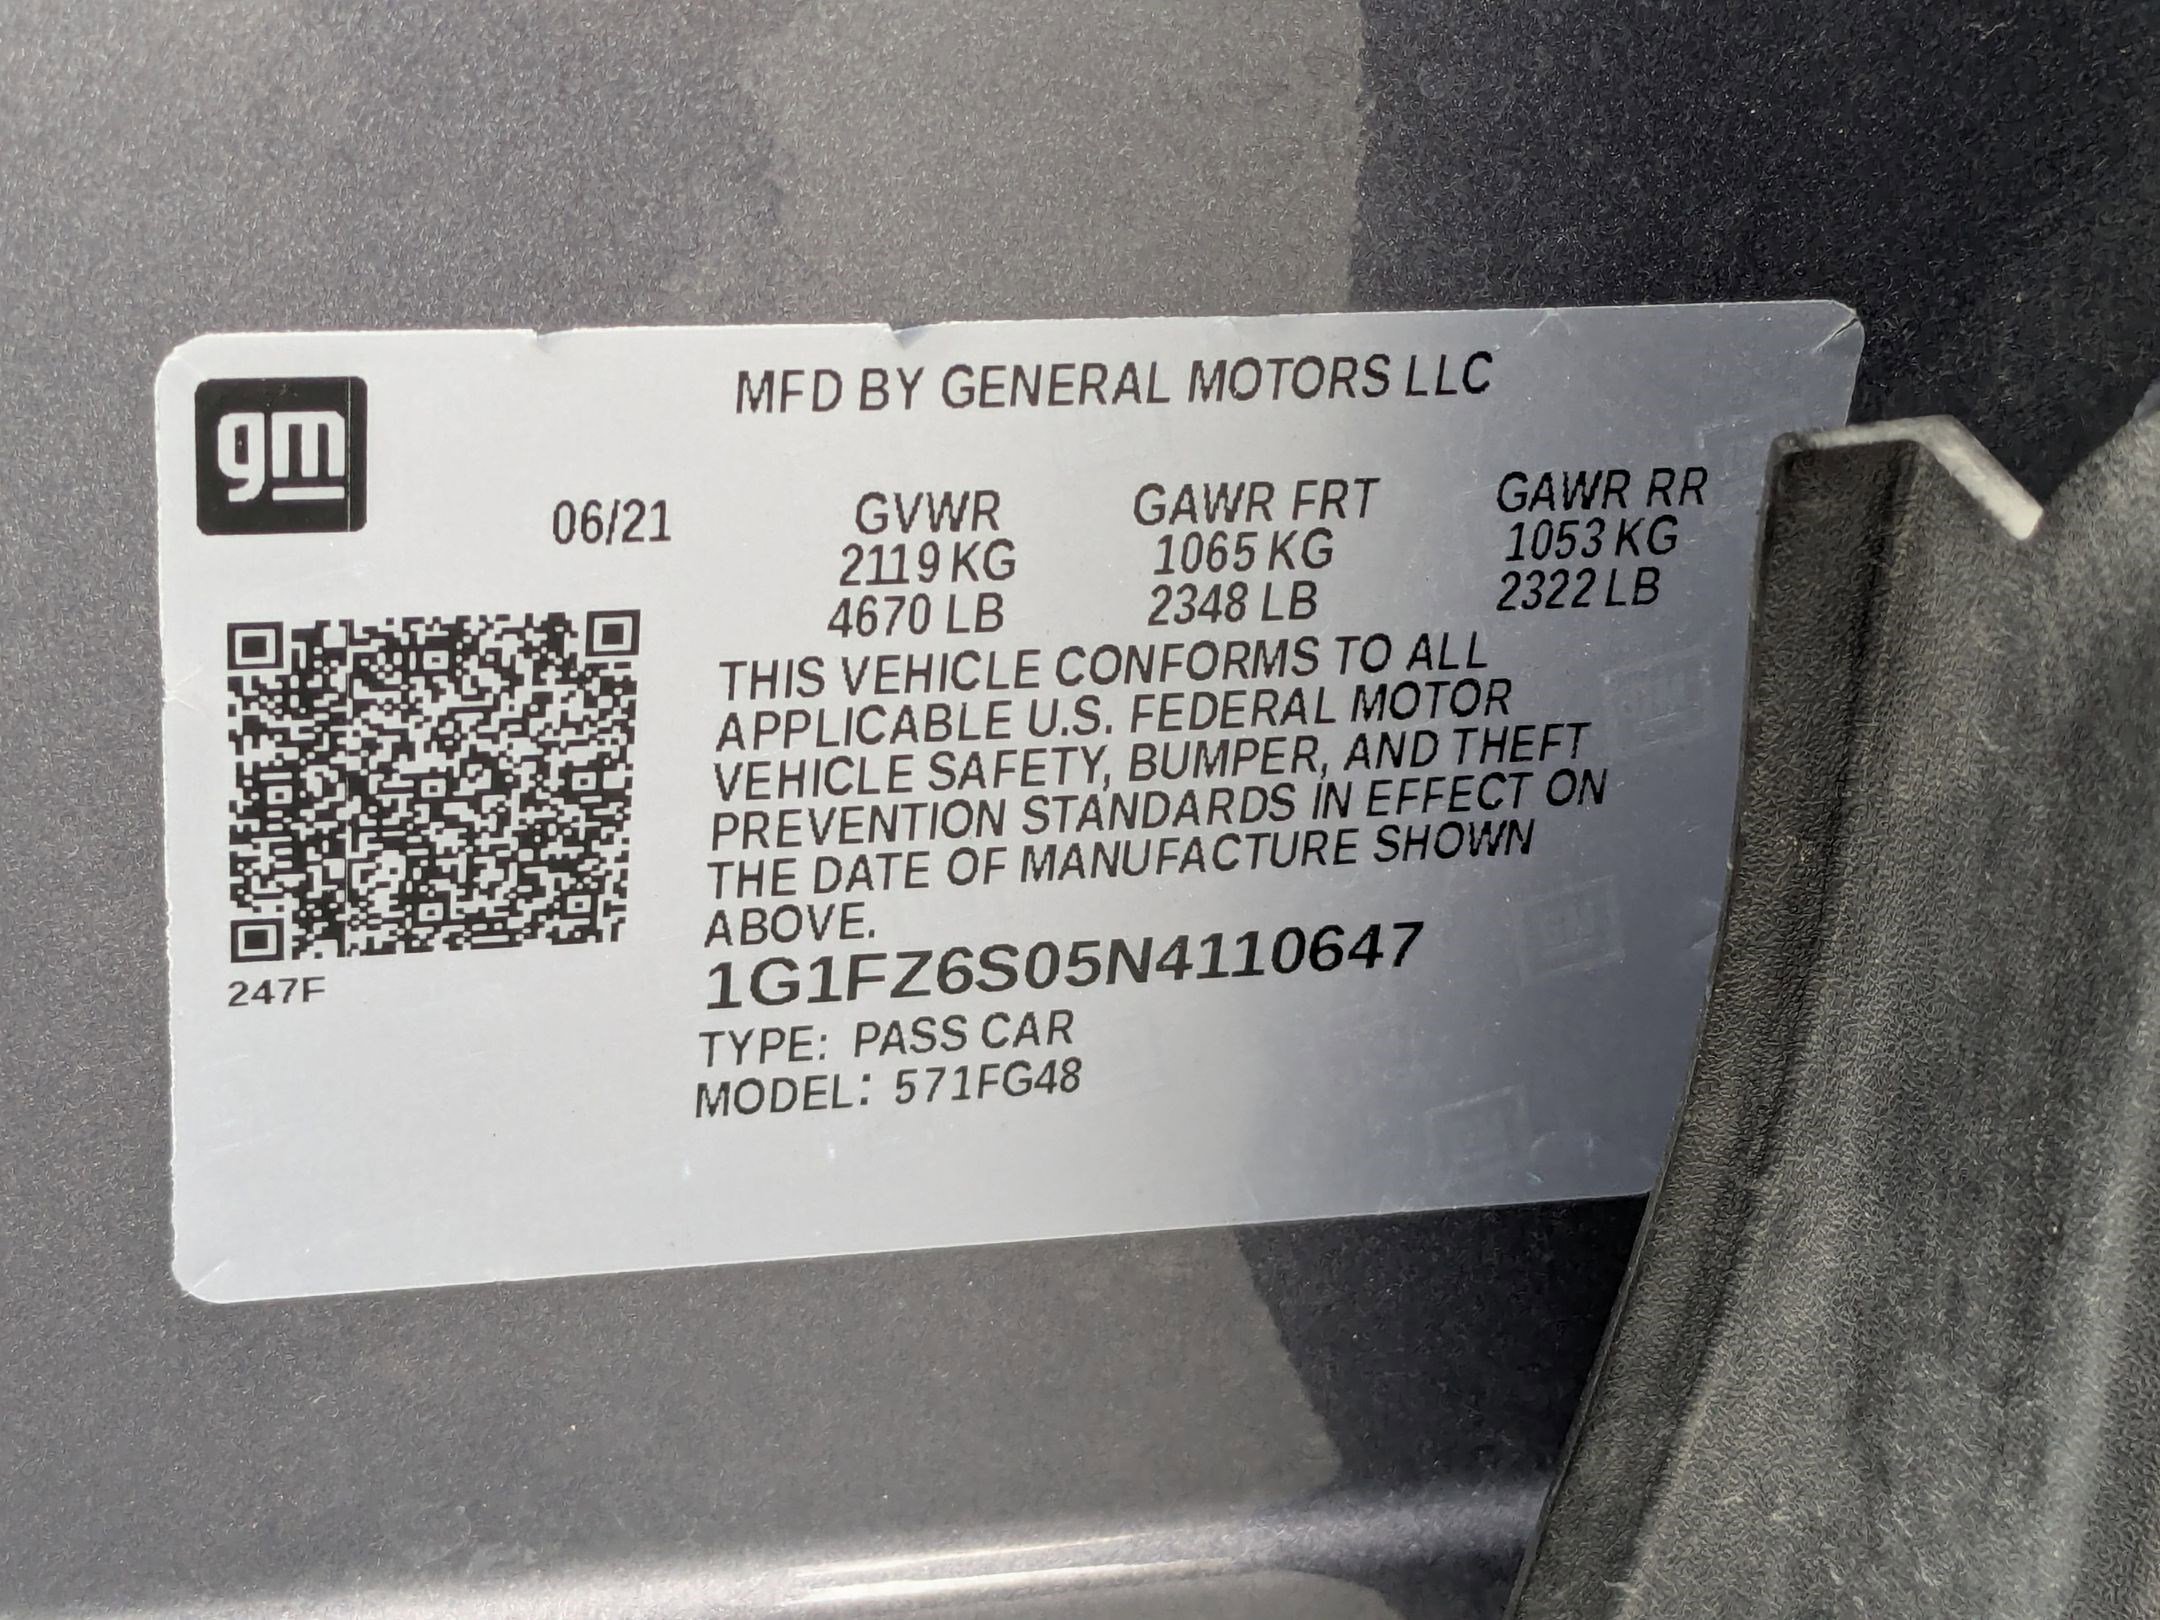 gm
MFD BY GENERAL MOTORS LLC
06/21 GVWR GAWR FRT GAWR RR
2119 KG 1065 KG 1053 KG
4670 LB 2348 LB 2322 LB
THIS VEHICLE CONFORMS TO ALL
APPLICABLE U.S. FEDERAL MOTOR
VEHICLE SAFETY, BUMPER, AND THEFT
PREVENTION STANDARDS IN EFFECT ON
THE DATE OF MANUFACTURE SHOWN
ABOVE.
1G1FZ6S05N4110647
247F
TYPE: PASS CAR
MODEL: 571FG48